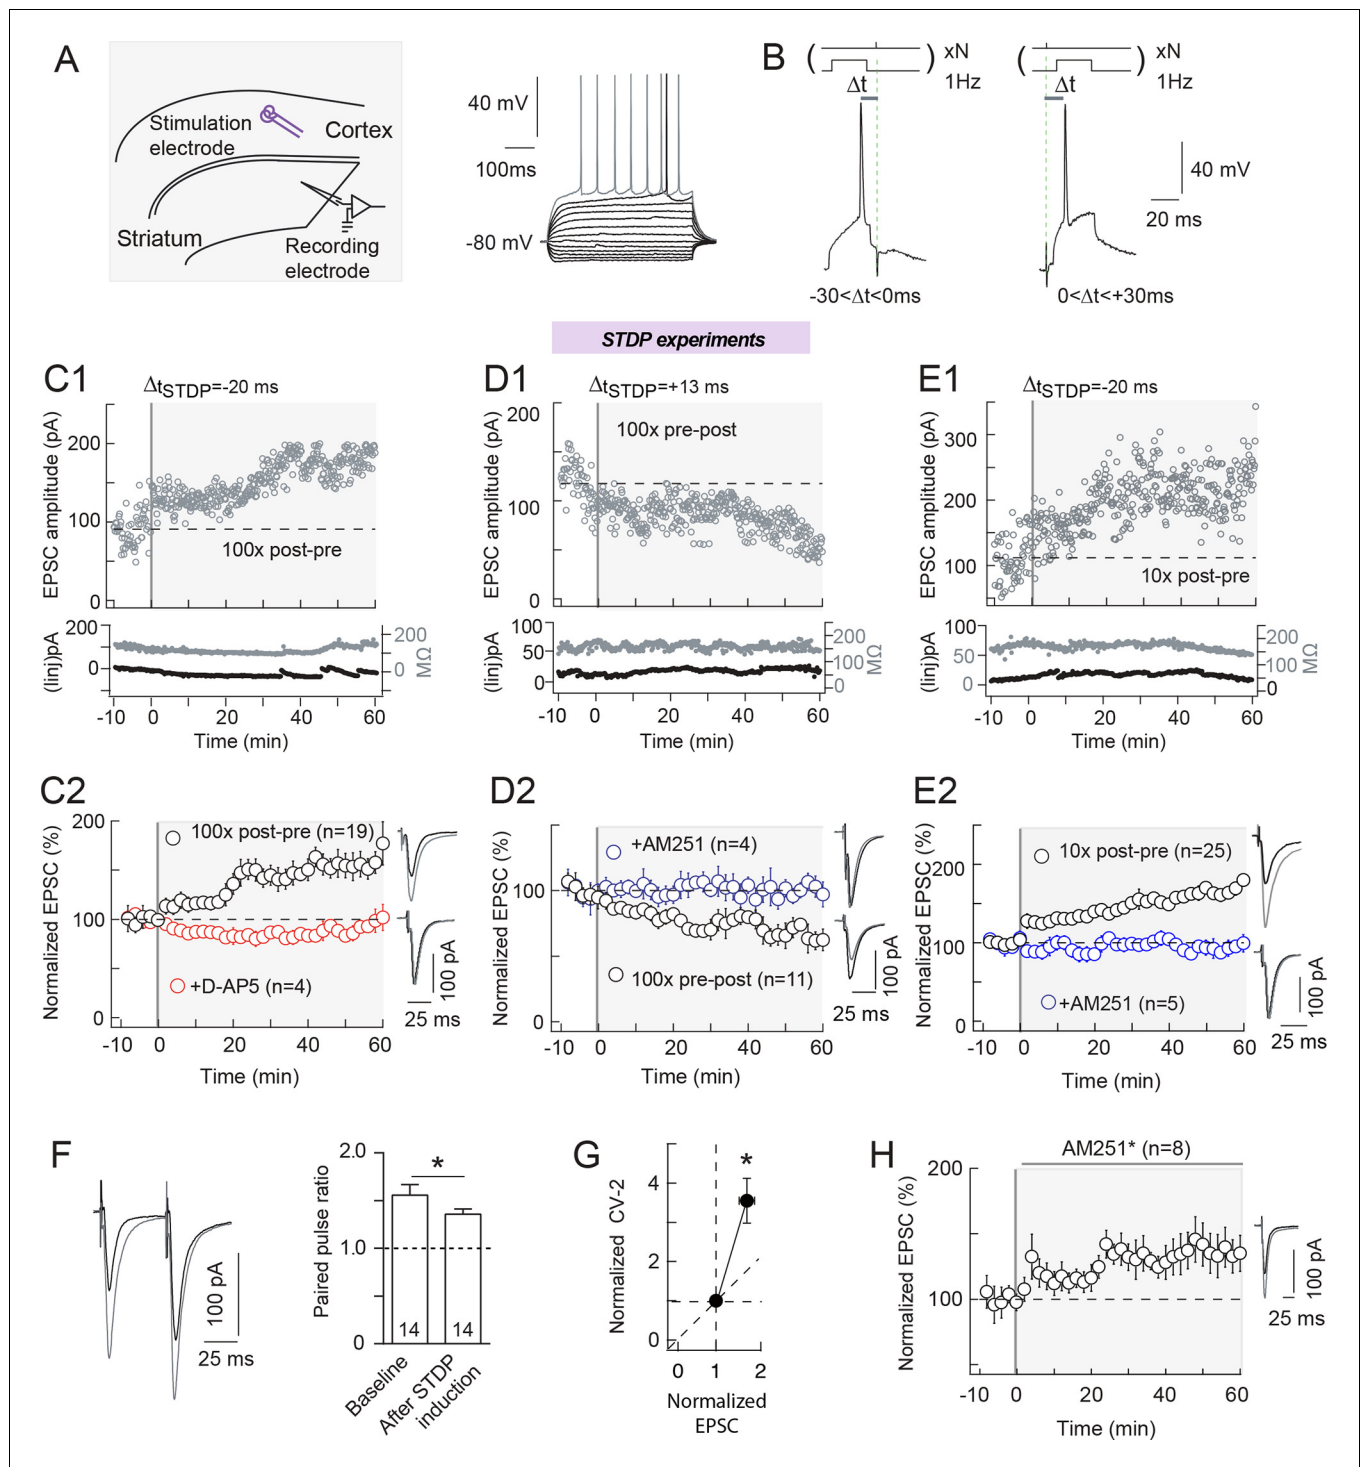 A
Stimulation
electrode
Cortex
Striatum
Recording
electrode
40 mV
100ms
-80 mV
B
( ) xN
1Hz
Δt
-30<Δt<0ms
( ) xN
1Hz
Δt
40 mV
20 ms
0<Δt<+30ms
STDP experiments
C1
ΔtSTDP=-20 ms
EPSC amplitude (pA)
200
100
0
100x post-pre
(Iinj)pA
200
0
200
0
MΩ
-10 0 20 40 60
Time (min)
D1
ΔtSTDP=+13 ms
EPSC amplitude (pA)
200
100
0
100x pre-post
(Iinj)pA
100
50
0
200
100
0
MΩ
-10 0 20 40 60
Time (min)
E1
ΔtSTDP=-20 ms
EPSC amplitude (pA)
300
200
100
10x post-pre
(Iinj)pA
100
50
0
200
100
0
MΩ
-10 0 20 40 60
Time (min)
C2
Normalized EPSC (%)
200
100
0
100x post-pre (n=19)
+D-AP5 (n=4)
100 pA
25 ms
-10 0 20 40 60
Time (min)
D2
Normalized EPSC (%)
100
0
+AM251 (n=4)
100x pre-post (n=11)
100 pA
25 ms
-10 0 20 40 60
Time (min)
E2
Normalized EPSC (%)
200
100
0
10x post-pre (n=25)
+AM251 (n=5)
100 pA
25 ms
-10 0 20 40 60
Time (min)
F
100 pA
25 ms
Paired pulse ratio
2.0
1.0
0
*
14 14
Baseline
After STDP
induction
G
Normalized CV-2
4
2
0
*
0 1 2
Normalized
EPSC
H
AM251* (n=8)
Normalized EPSC (%)
200
100
100 pA
25 ms
-10 0 20 40 60
Time (min)